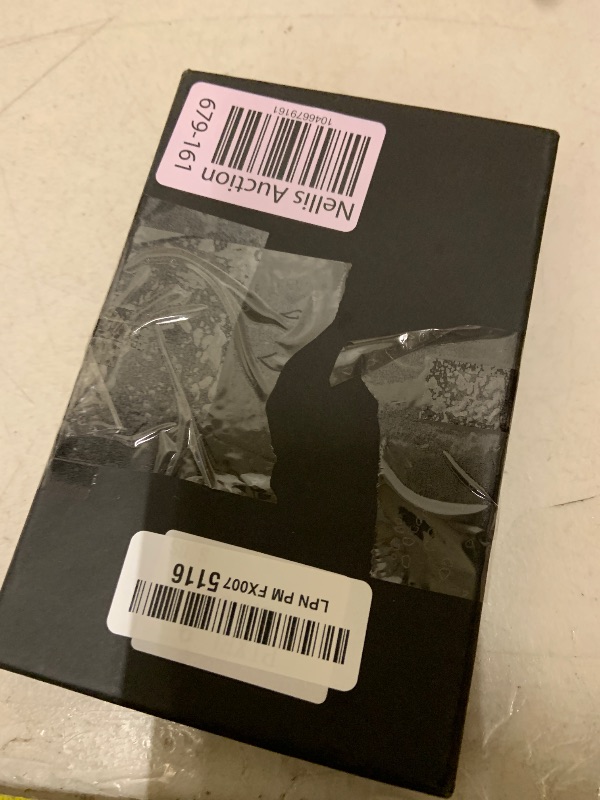 Nellis Auction
1046679161
679-161
LPN PM FX007 5116